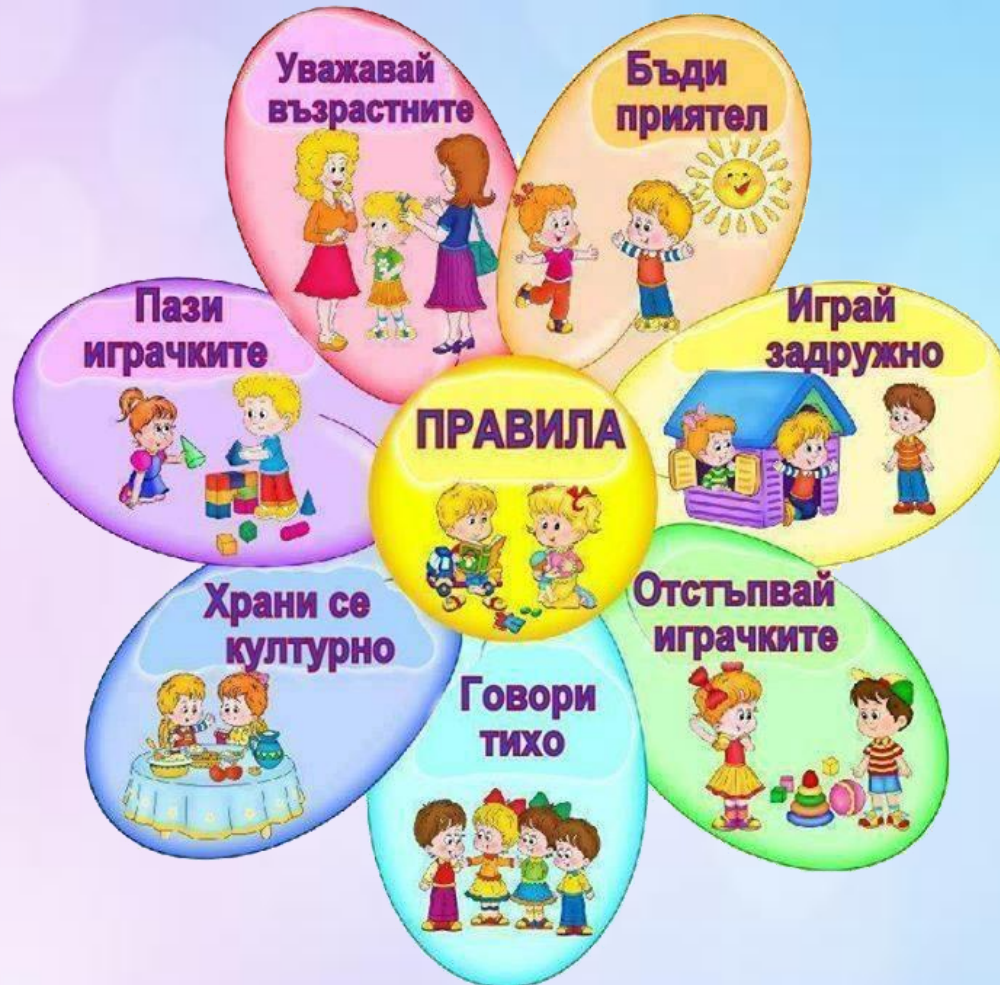 Уважавай
възрастните
Бъди
приятел
Пази
играчките
Играй
задружно
ПРАВИЛА
Храни се
културно
Отстъпвай
играчките
Говори
тихо